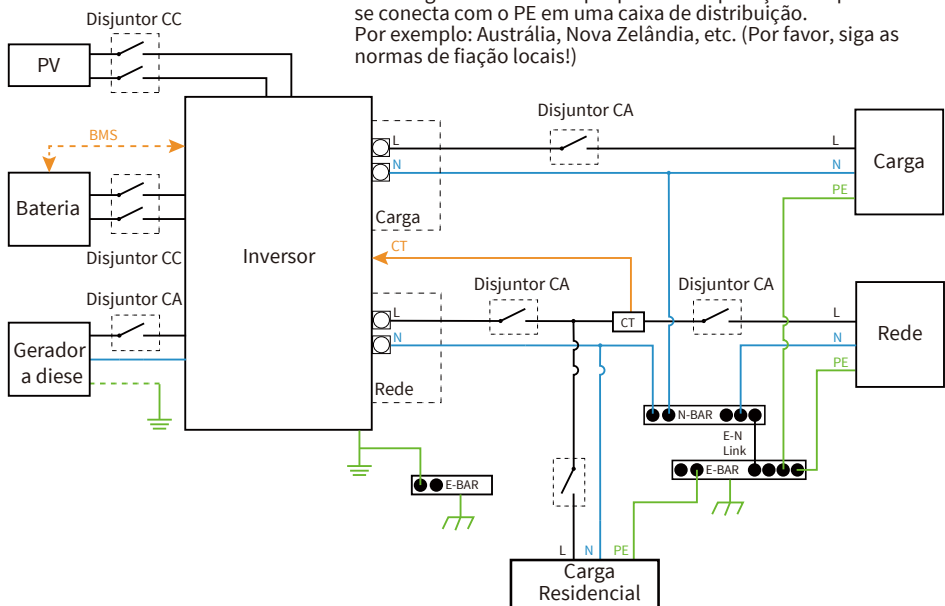 se conecta com o PE em uma caixa de distribuição.
Por exemplo: Austrália, Nova Zelândia, etc. (Por favor, siga as
normas de fiação locais!)
Disjuntor CC
PV
BMS
Bateria
Disjuntor CC
Disjuntor CA
Gerador
a diese
Inversor
L
N
Carga
CT
L
N
Rede
Disjuntor CA
L
N
PE
Carga
Disjuntor CA
CT
Disjuntor CA
L
N
PE
Rede
N-BAR
E-N
Link
E-BAR
E-BAR
L N PE
Carga
Residencial